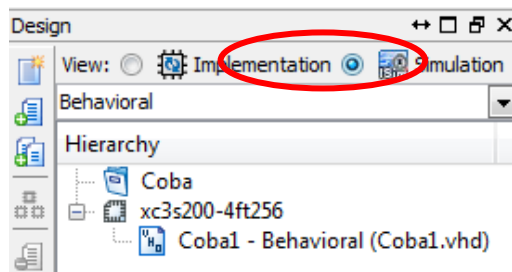 Design
View: Implementation Simulation
Behavioral
Hierarchy
Coba
xc3s200-4ft256
Coba1 - Behavioral (Coba1.vhd)